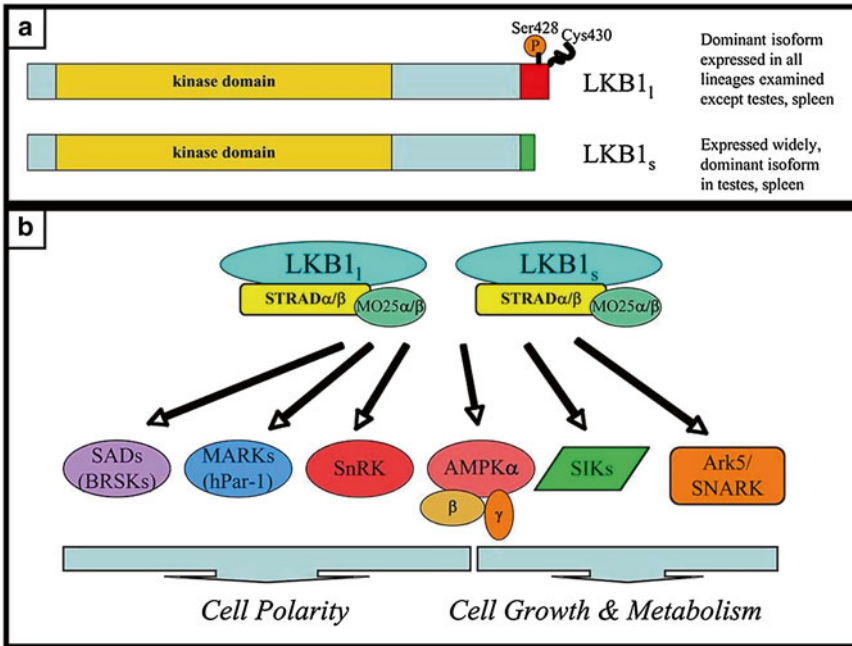 a
Ser428
P
Cys430
kinase domain
LKB1l
Dominant isoform
expressed in all
lineages examined
except testes, spleen
kinase domain
LKB1s
Expressed widely,
dominant isoform
in testes, spleen
b
LKB1l
STRADα/β
MO25α/β
LKB1s
STRADα/β
MO25α/β
SADs
(BRSKs)
MARKs
(hPar-1)
SnRK
AMPKα
β
γ
SIKs
Ark5/
SNARK
Cell Polarity
Cell Growth & Metabolism